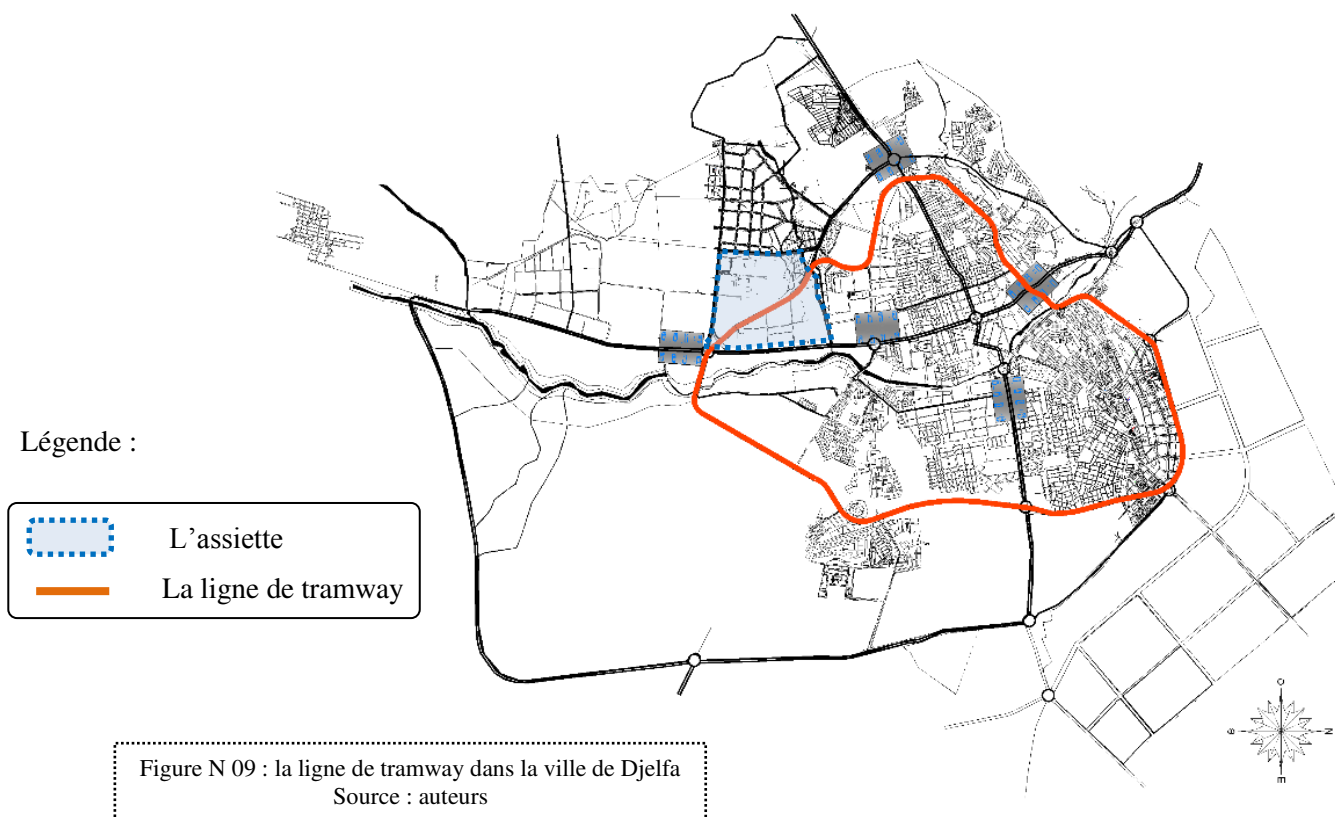 Légende :
L'assiette
La ligne de tramway
Figure N 09 : la ligne de tramway dans la ville de Djelfa
Source : auteurs
N
E